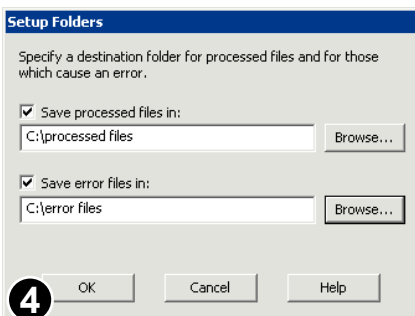 Setup Folders
Specify a destination folder for processed files and for those
which cause an error.
Save processed files in:
C:\processed files
Browse...
Save error files in:
C:\error files
Browse...
4
OK
Cancel
Help